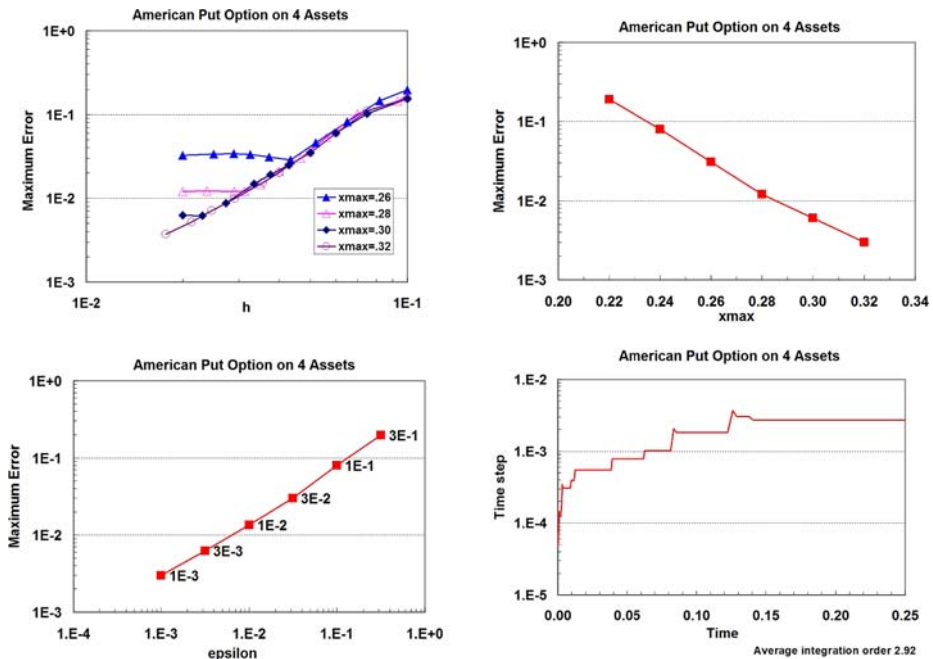 American Put Option on 4 Assets
1E+0
1E-1
1E-2
1E-3
Maximum Error
xmax=.26
xmax=.28
xmax=.30
xmax=.32
1E-2
1E-1
h
American Put Option on 4 Assets
1E+0
1E-1
1E-2
1E-3
Maximum Error
0.20 0.22 0.24 0.26 0.28 0.30 0.32 0.34
xmax
American Put Option on 4 Assets
1E+0
1E-1
1E-2
1E-3
Maximum Error
3E-1
1E-1
3E-2
1E-2
3E-3
1E-3
1.E-4 1.E-3 1.E-2 1.E-1 1.E+0
epsilon
American Put Option on 4 Assets
1.E-2
1.E-3
1.E-4
1.E-5
Time step
0.00 0.05 0.10 0.15 0.20 0.25
Time
Average integration order 2.92